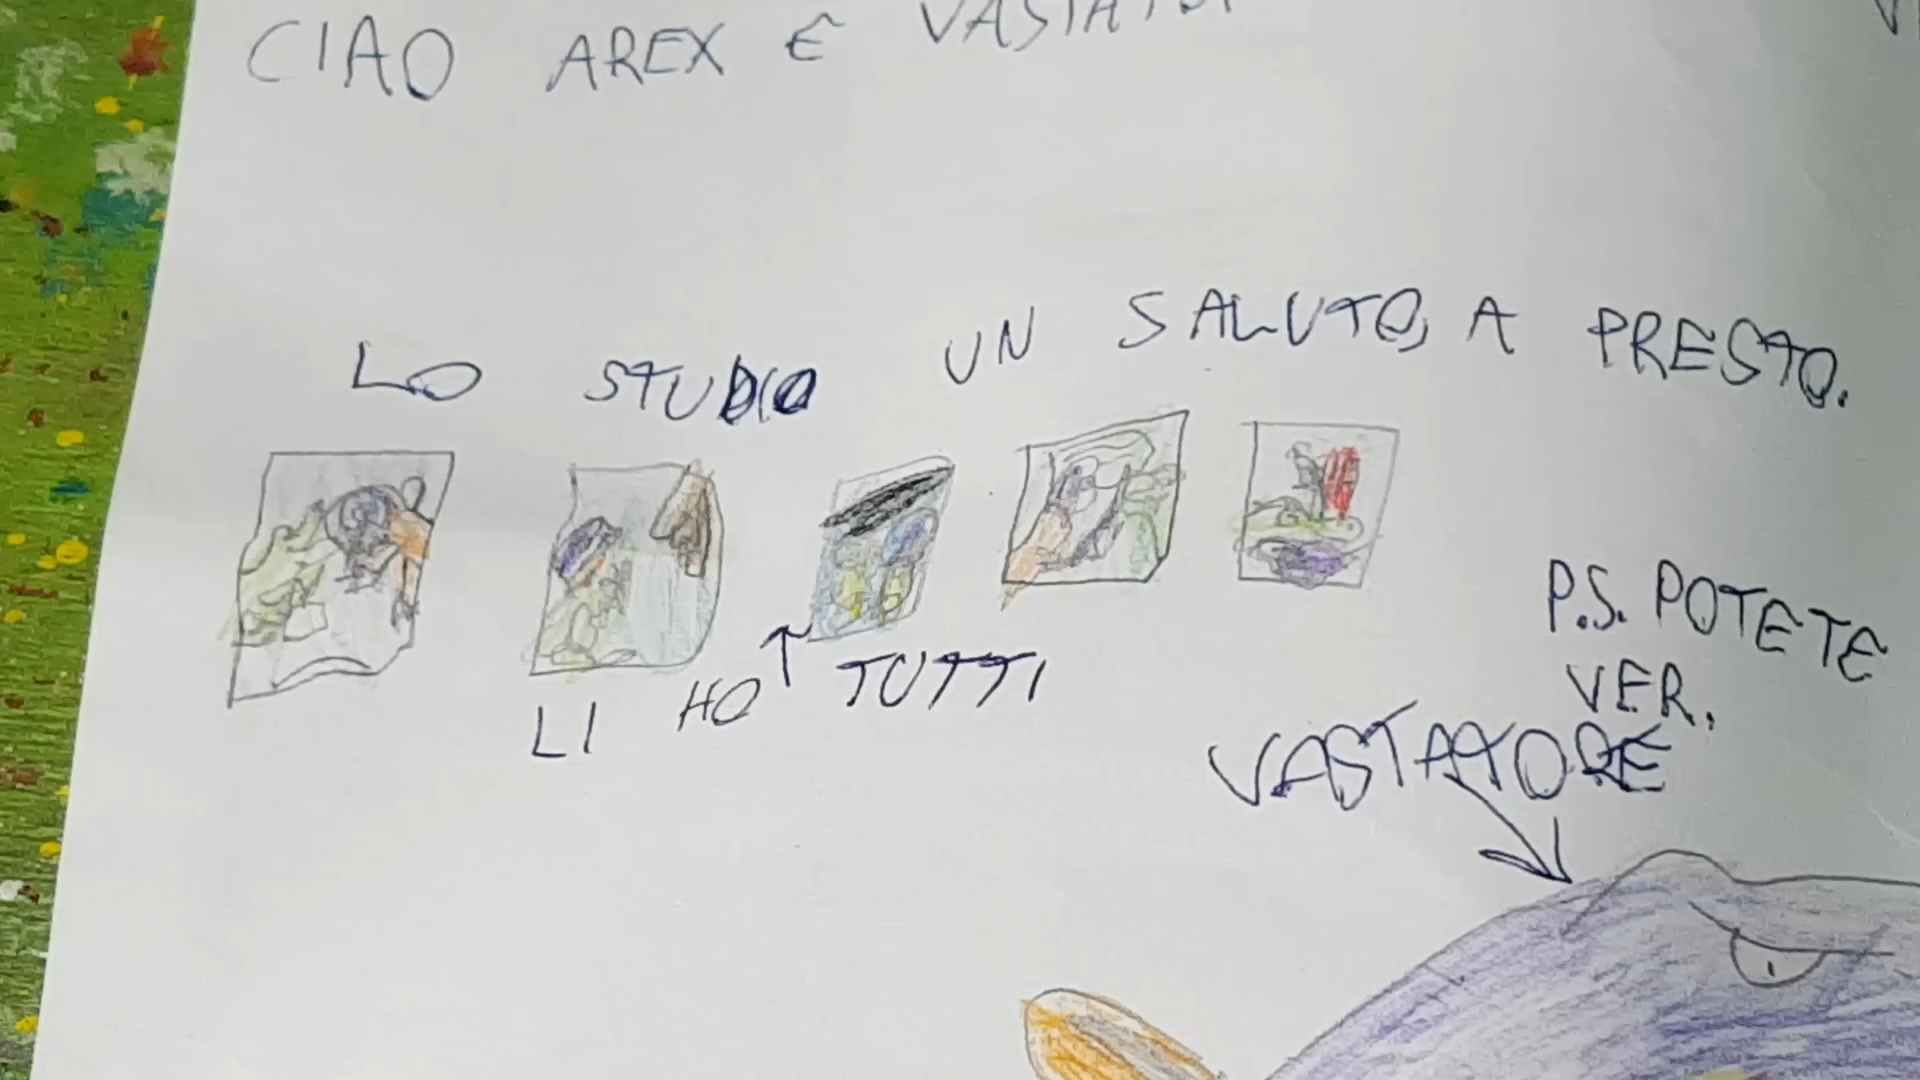 CIAO AREX E
LO STUDIO UN SALUTO, A PRESTO.
LI HO TUTTI
P.S. POTETE
VER.
VASTATORE